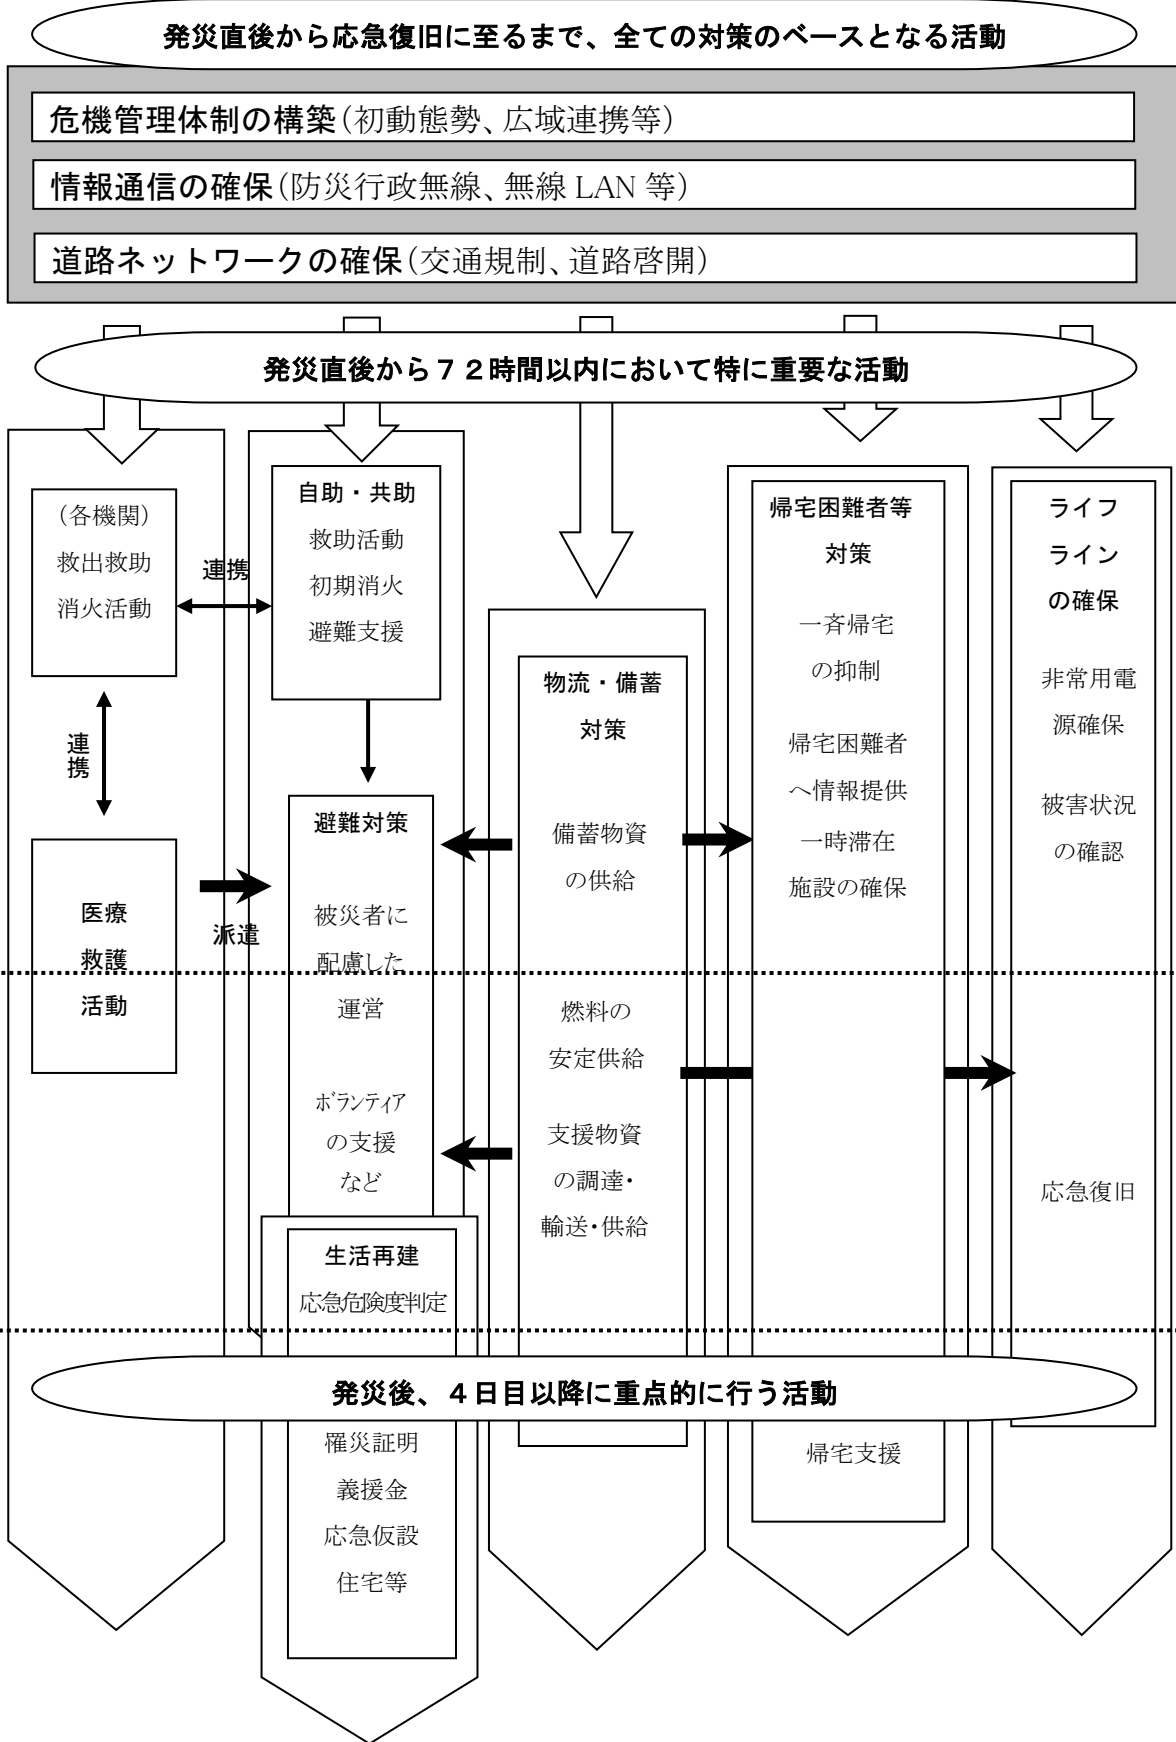 発災直後から応急復旧に至るまで、全ての対策のベースとなる活動
危機管理体制の構築(初動態勢、広域連携等)
情報通信の確保(防災行政無線、無線 LAN 等)
道路ネットワークの確保(交通規制、道路啓開)
発災直後から７２時間以内において特に重要な活動
(各機関)
救出救助
消火活動
連携
連
携
医療
救護
活動
派遣
自助・共助
救助活動
初期消火
避難支援
避難対策
被災者に
配慮した
運営
ボランティア
の支援
など
生活再建
応急危険度判定
物流・備蓄
対策
備蓄物資
の供給
燃料の
安定供給
支援物資
の調達・
輸送・供給
帰宅困難者等
対策
一斉帰宅
の抑制
帰宅困難者
へ情報提供
一時滞在
施設の確保
ライフ
ラインの
の確保
非常用電
源確保
被害状況
の確認
応急復旧
発災後、４日目以降に重点的に行う活動
罹災証明
義援金
応急仮設
住宅等
帰宅支援